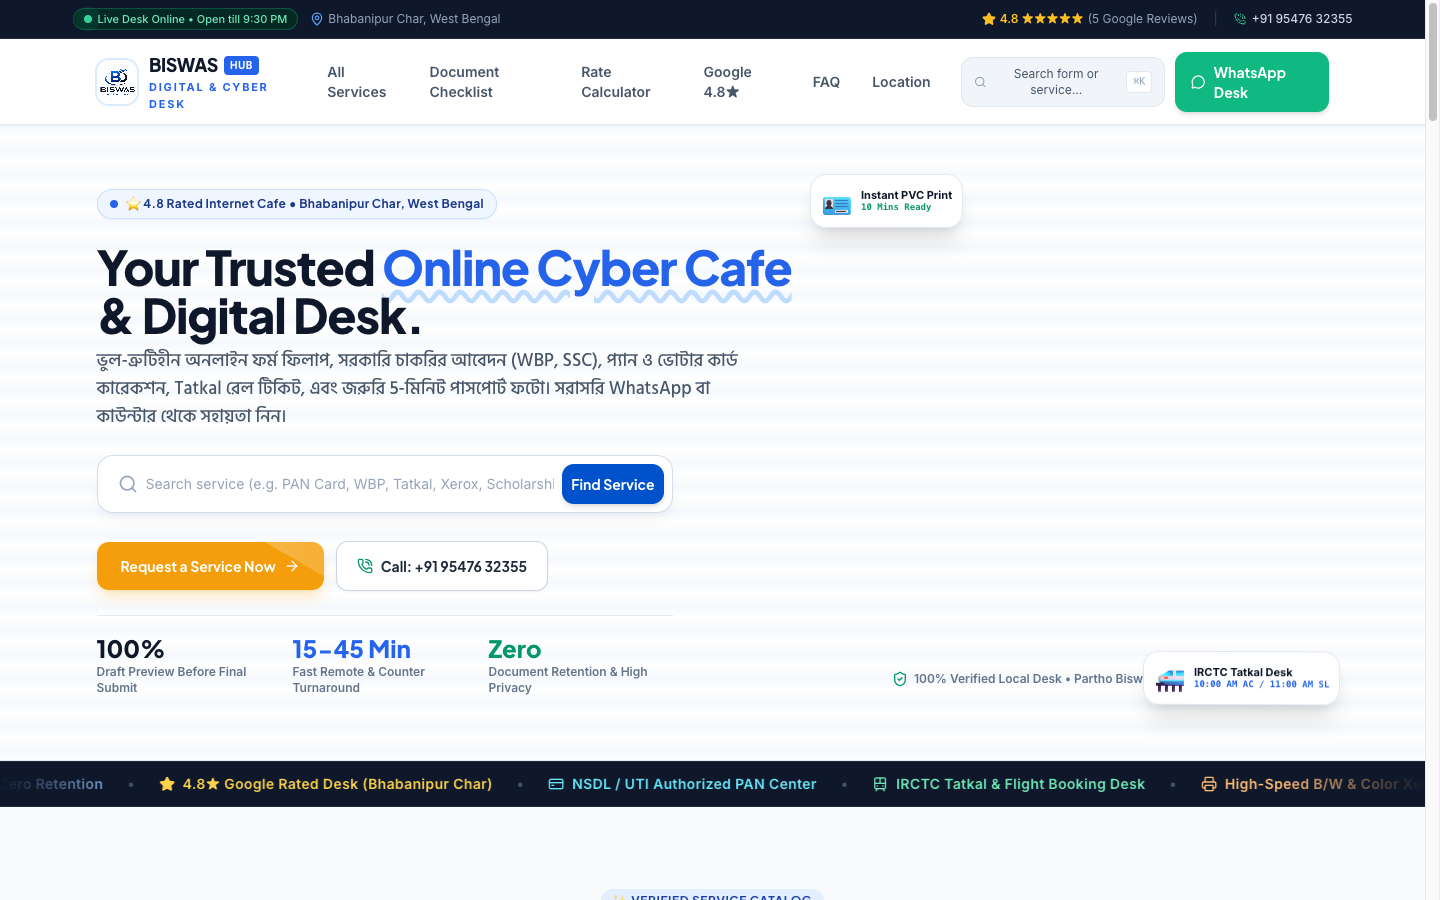 Live Desk Online • Open till 9:30 PM
Bhabanipur Char, West Bengal
4.8 ★★★★★ (5 Google Reviews)
+91 95476 32355
BISWAS HUB
DIGITAL & CYBER
DESK
BISWAS
All
Services
Document
Checklist
Rate
Calculator
Google
4.8★
FAQ
Location
Search form or
service...
⌘K
WhatsApp
Desk
⭐ 4.8 Rated Internet Cafe • Bhabanipur Char, West Bengal
Your Trusted Online Cyber Cafe
& Digital Desk.
ভুল-ত্রুটিহীন অনলাইন ফর্ম ফিলাপ, সরকারি চাকরির আবেদন (WBP, SSC), প্যান ও ভোটার কার্ড
কারেকশন, Tatkal রেল টিকিট, এবং জরুরি 5-মিনিট পাসপোর্ট ফটো। সরাসরি WhatsApp বা
কাউন্টার থেকে সহায়তা নিন।
Search service (e.g. PAN Card, WBP, Tatkal, Xerox, Scholarshi
Find Service
Request a Service Now →
Call: +91 95476 32355
100%
Draft Preview Before Final
Submit
15–45 Min
Fast Remote & Counter
Turnaround
Zero
Document Retention & High
Privacy
Instant PVC Print
10 Mins Ready
100% Verified Local Desk • Partho Bisw
IRCTC Tatkal Desk
10:00 AM AC / 11:00 AM SL
Zero Retention • 4.8★ Google Rated Desk (Bhabanipur Char) • NSDL / UTI Authorized PAN Center • IRCTC Tatkal & Flight Booking Desk • High-Speed B/W & Color Xe
VERIFIED SERVICE CATALOG